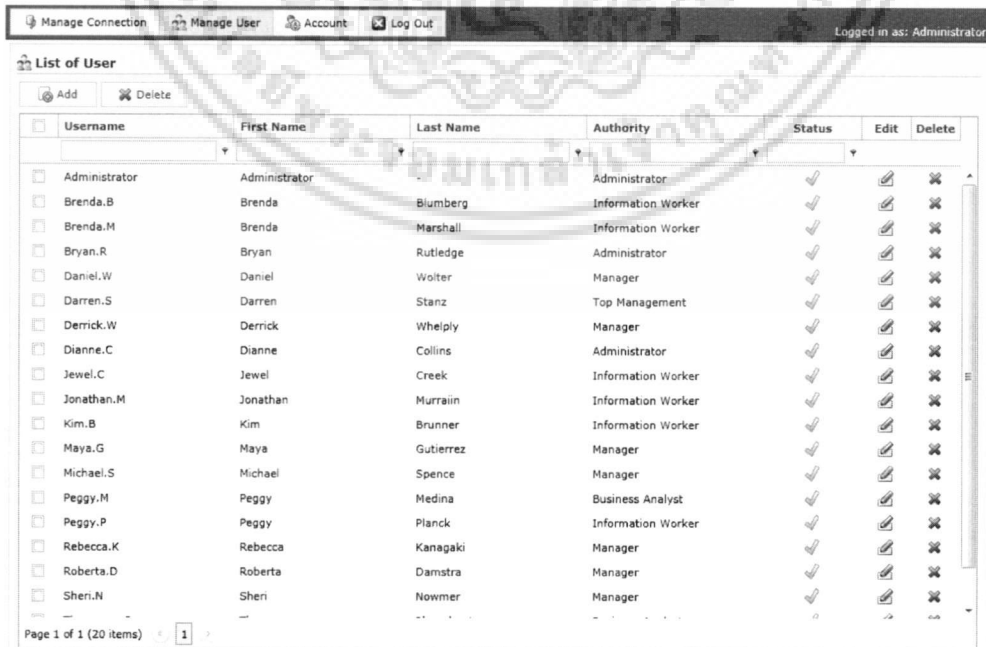 Manage Connection Manage User Account Log Out
Logged in as: Administrator
List of User
Add Delete
Username First Name Last Name Authority Status Edit Delete
Administrator Administrator - Administrator
Brenda.B Brenda Blumberg Information Worker
Brenda.M Brenda Marshall Information Worker
Bryan.R Bryan Rutledge Administrator
Daniel.W Daniel Wolter Manager
Darren.S Darren Stanz Top Management
Derrick.W Derrick Whelply Manager
Dianne.C Dianne Collins Administrator
Jewel.C Jewel Creek Information Worker
Jonathan.M Jonathan Murraiin Information Worker
Kim.B Kim Brunner Information Worker
Maya.G Maya Gutierrez Manager
Michael.S Michael Spence Manager
Peggy.M Peggy Medina Business Analyst
Peggy.P Peggy Planck Information Worker
Rebecca.K Rebecca Kanagaki Manager
Roberta.D Roberta Damstra Manager
Sheri.N Sheri Nowmer Manager
Page 1 of 1 (20 items) 1